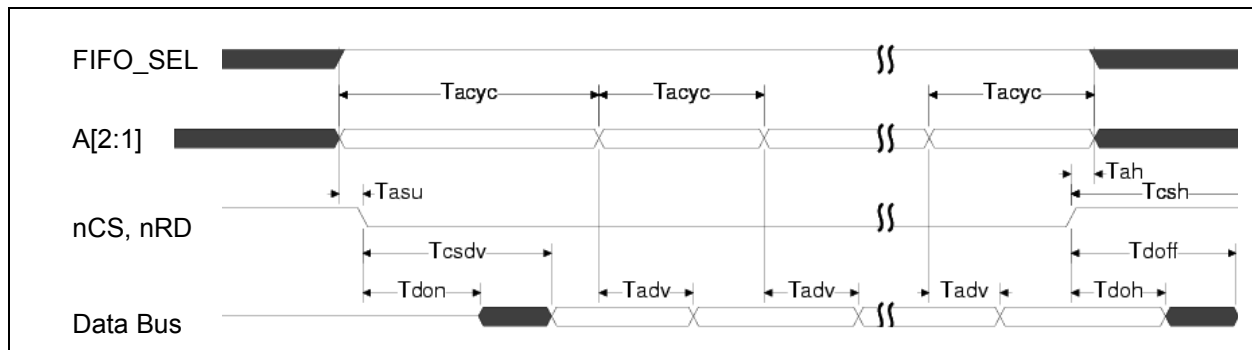 FIFO_SEL
Tacyc Tacyc Tacyc
A[2:1]
Tah
Tasu Tcsh
nCS, nRD
Tcsdv Tdoff
Tdon Tadv Tadv Tadv Tdoh
Data Bus